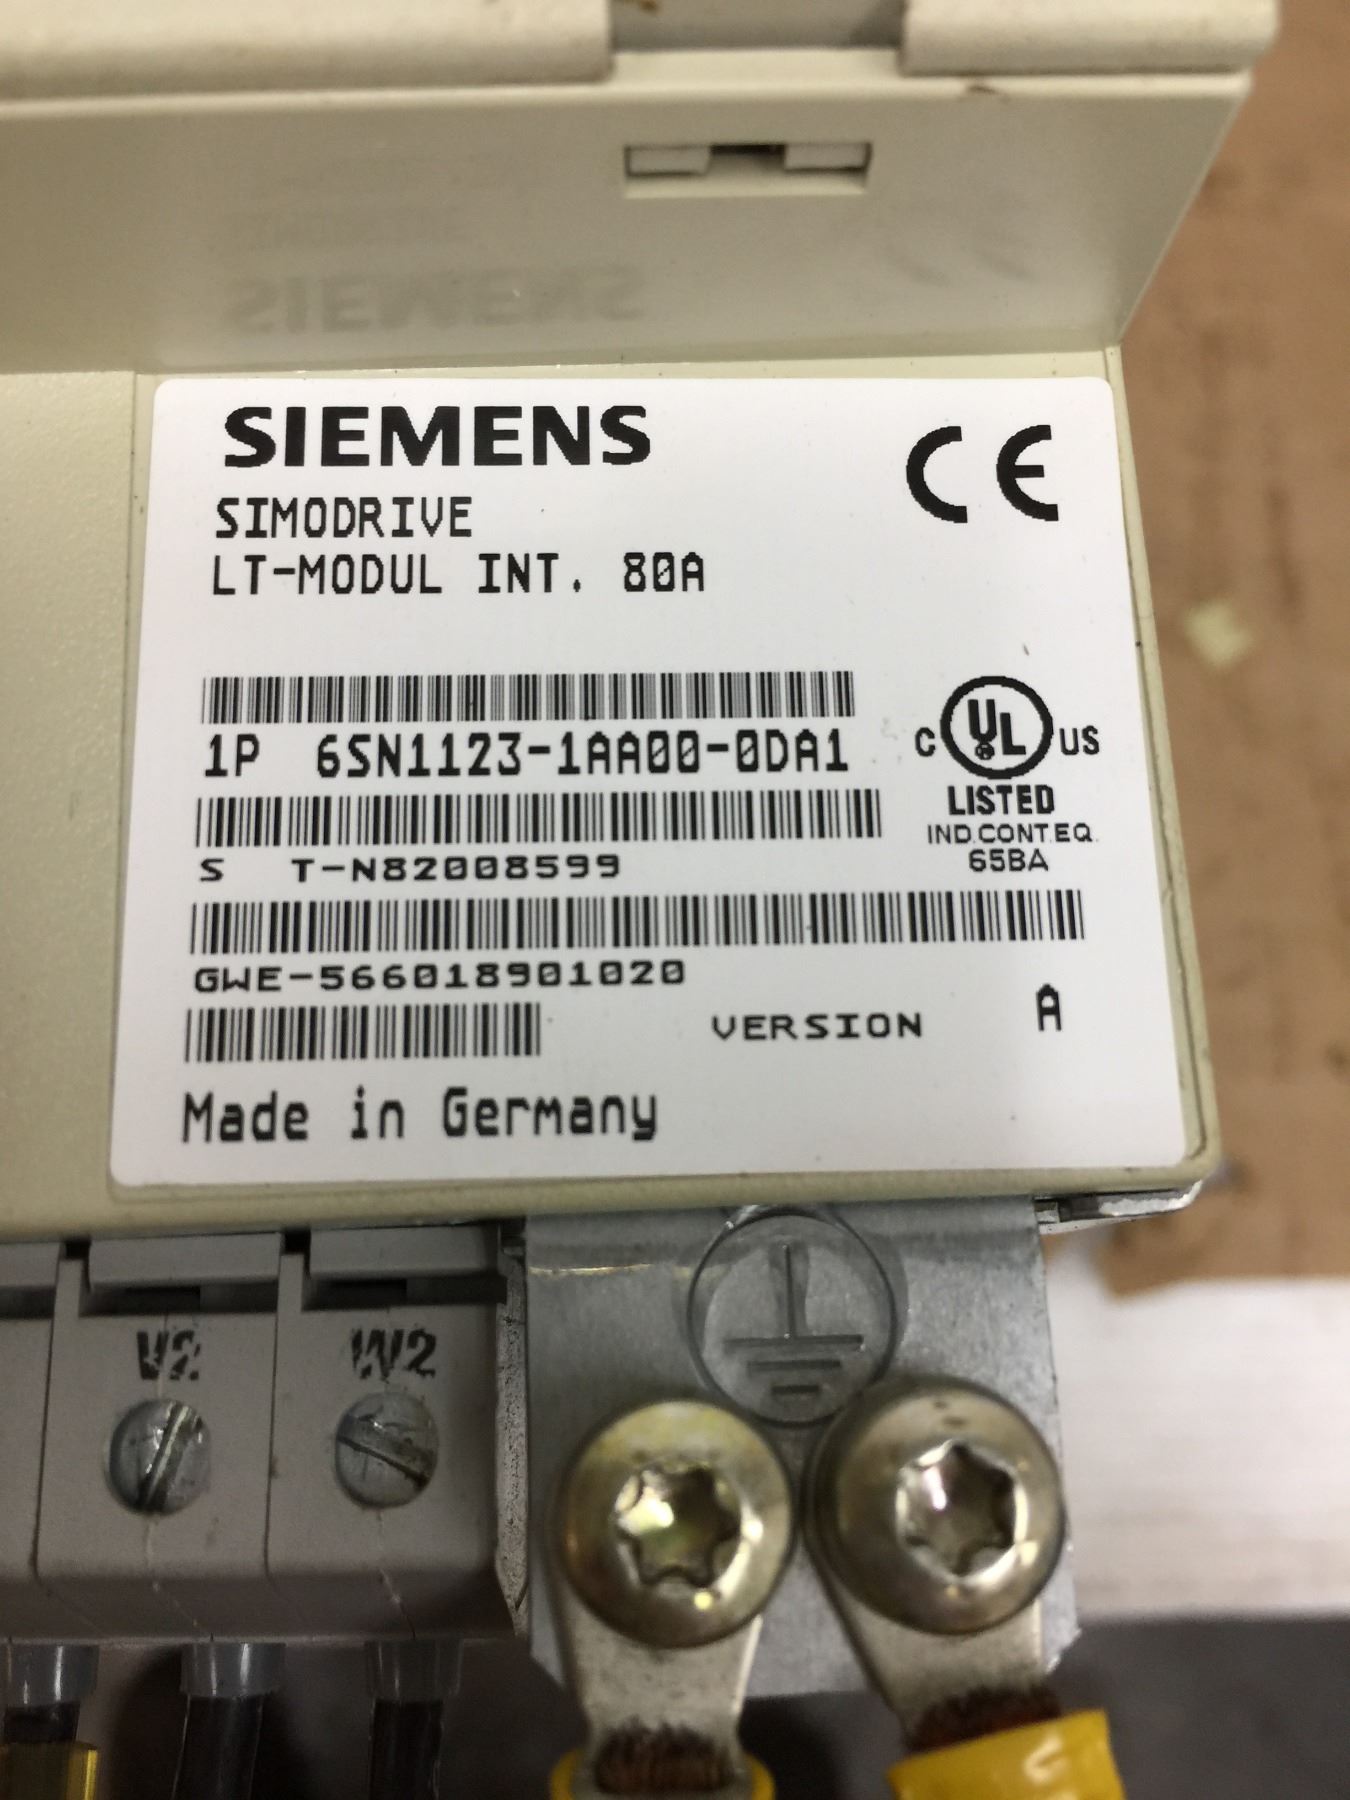 SIEMENS
CE
SIMODRIVE
LT-MODUL INT. 80A
1P 6SN1123-1AA00-0DA1
C UL US
LISTED
IND.CONT.EQ.
65BA
S T-N82008599
GWE-566018901020
VERSION A
Made in Germany
V2 W2